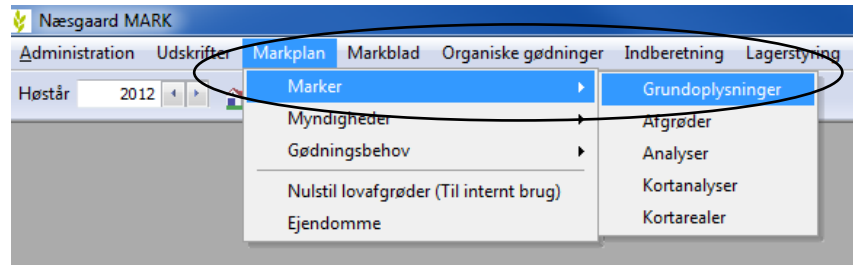 Næsgaard MARK
Administration Udskrifter Markplan Markblad Organiske gødninger Indberetning Lagerstyring
Høstår 2012
Marker
Myndigheder
Gødningsbehov
Nulstil lovafgrøder (Til internt brug)
Ejendomme
Grundoplysninger
Afgrøder
Analyser
Kortanalyser
Kortarealer